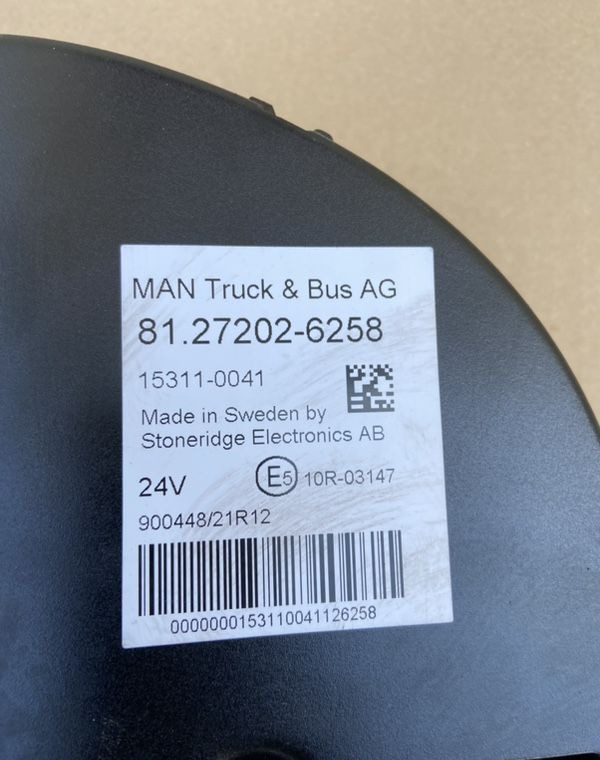 MAN Truck & Bus AG
81.27202-6258
15311-0041
Made in Sweden by
Stoneridge Electronics AB
24V E5 10R-03147
900448/21R12
0000000153110041126258